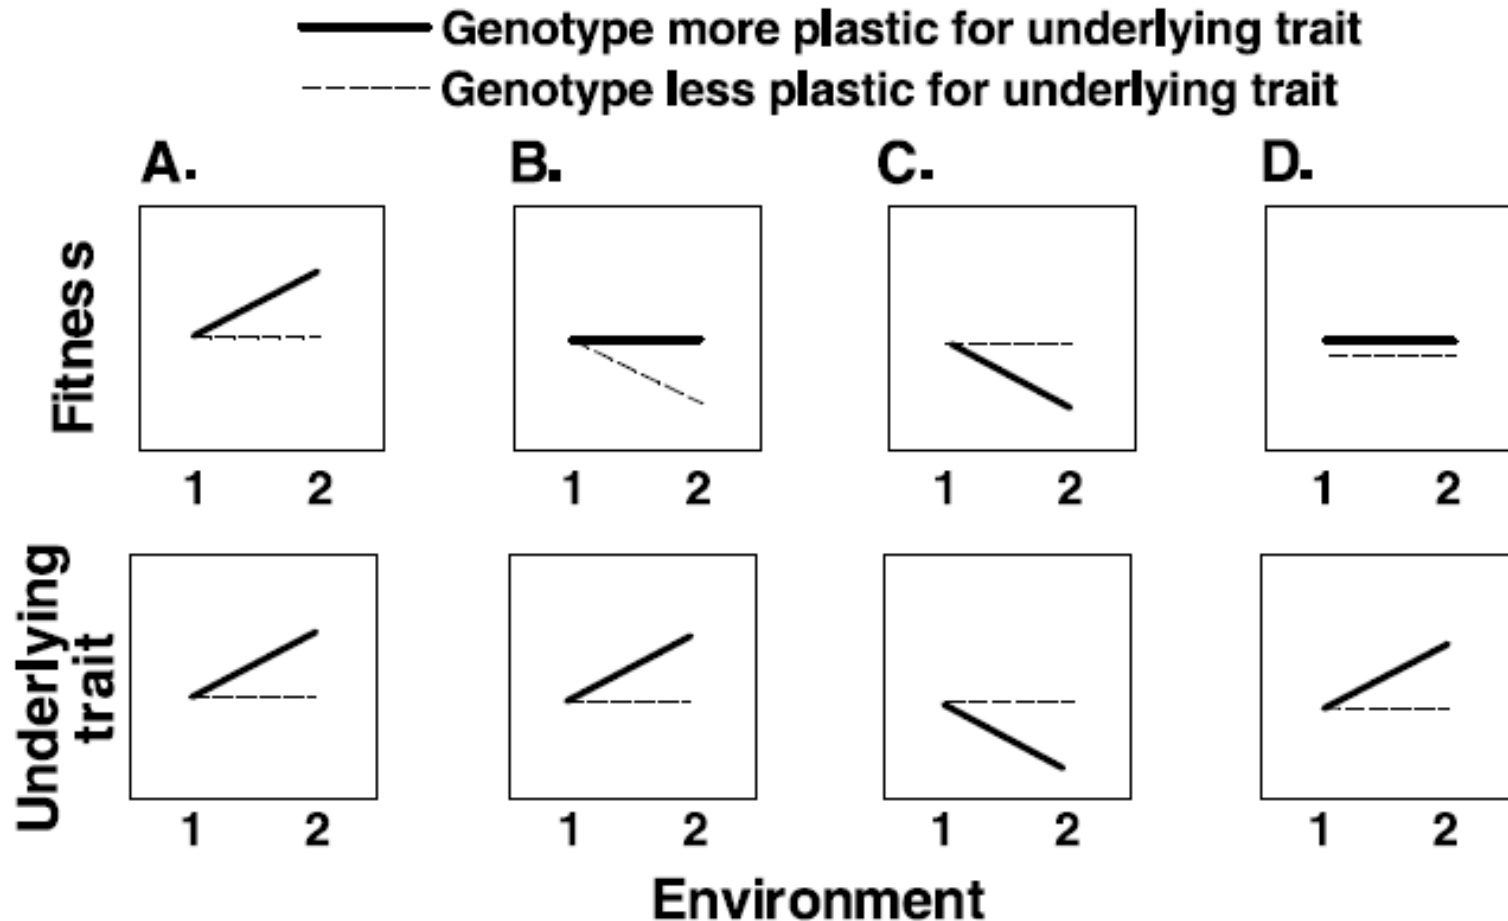 Genotype more plastic for underlying trait
Genotype less plastic for underlying trait
A. B. C. D.
Fitness
1 2 1 2 1 2 1 2
Underlying
trait
1 2 1 2 1 2 1 2
Environment